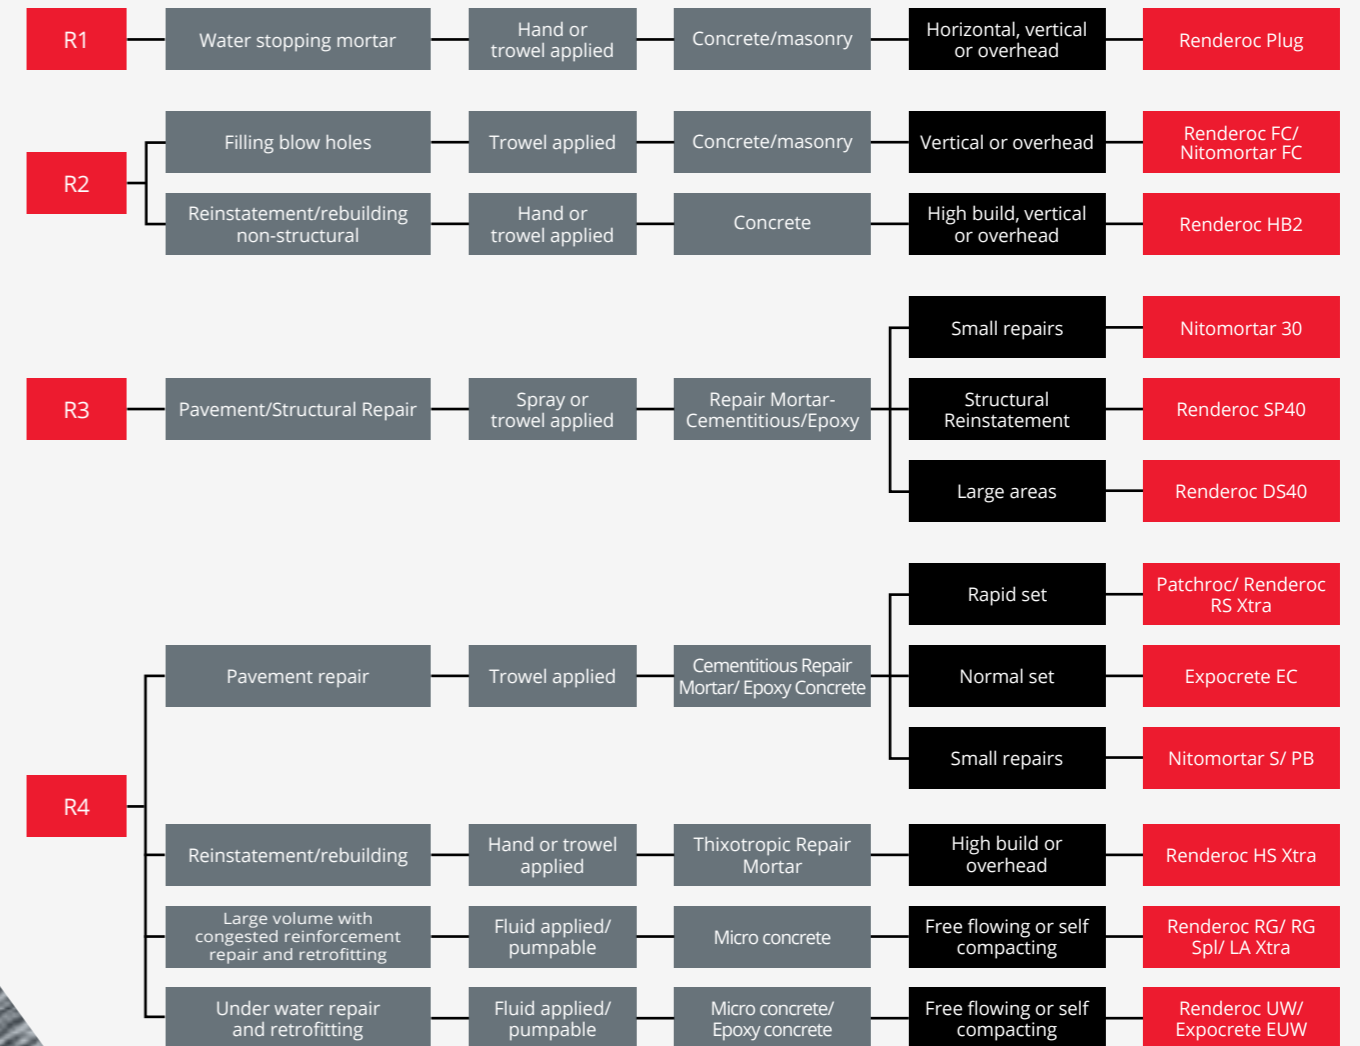 R1
Water stopping mortar
Hand or
trowel applied
Concrete/masonry
Horizontal, vertical
or overhead
Renderoc Plug
R2
Filling blow holes
Trowel applied
Concrete/masonry
Vertical or overhead
Renderoc FC/
Nitomortar FC
Reinstatement/rebuilding
non-structural
Hand or
trowel applied
Concrete
High build, vertical
or overhead
Renderoc HB2
R3
Pavement/Structural Repair
Spray or
trowel applied
Repair Mortar-
Cementitious/Epoxy
Small repairs
Nitomortar 30
Structural
Reinstatement
Renderoc SP40
Large areas
Renderoc DS40
R4
Pavement repair
Trowel applied
Cementitious Repair
Mortar/ Epoxy Concrete
Rapid set
Patchroc/ Renderoc
RS Xtra
Normal set
Expocrete EC
Small repairs
Nitomortar S/ PB
Reinstatement/rebuilding
Hand or trowel
applied
Thixotropic Repair
Mortar
High build or
overhead
Renderoc HS Xtra
Large volume with
congested reinforcement
repair and retrofitting
Fluid applied/
pumpable
Micro concrete
Free flowing or self
compacting
Renderoc RG/ RG
Spl/ LA Xtra
Under water repair
and retrofitting
Fluid applied/
pumpable
Micro concrete/
Epoxy concrete
Free flowing or self
compacting
Renderoc UW/
Expocrete EUW